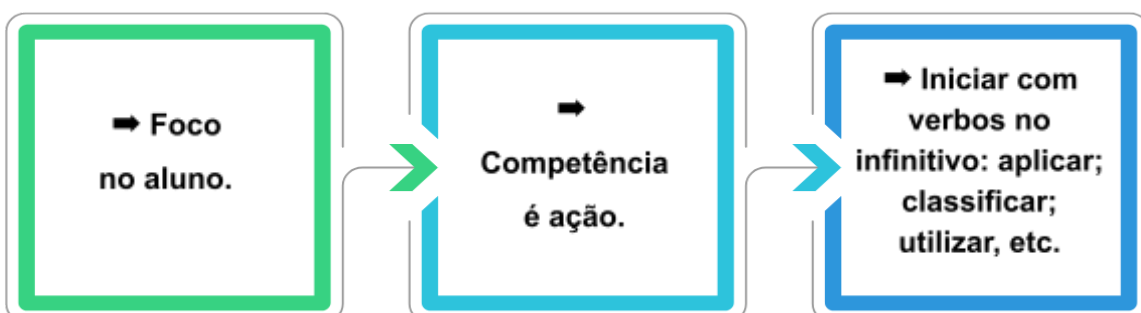 ➡ Foco
no aluno.
➡
Competência
é ação.
➡ Iniciar com
verbos no
infinitivo: aplicar;
classificar;
utilizar, etc.